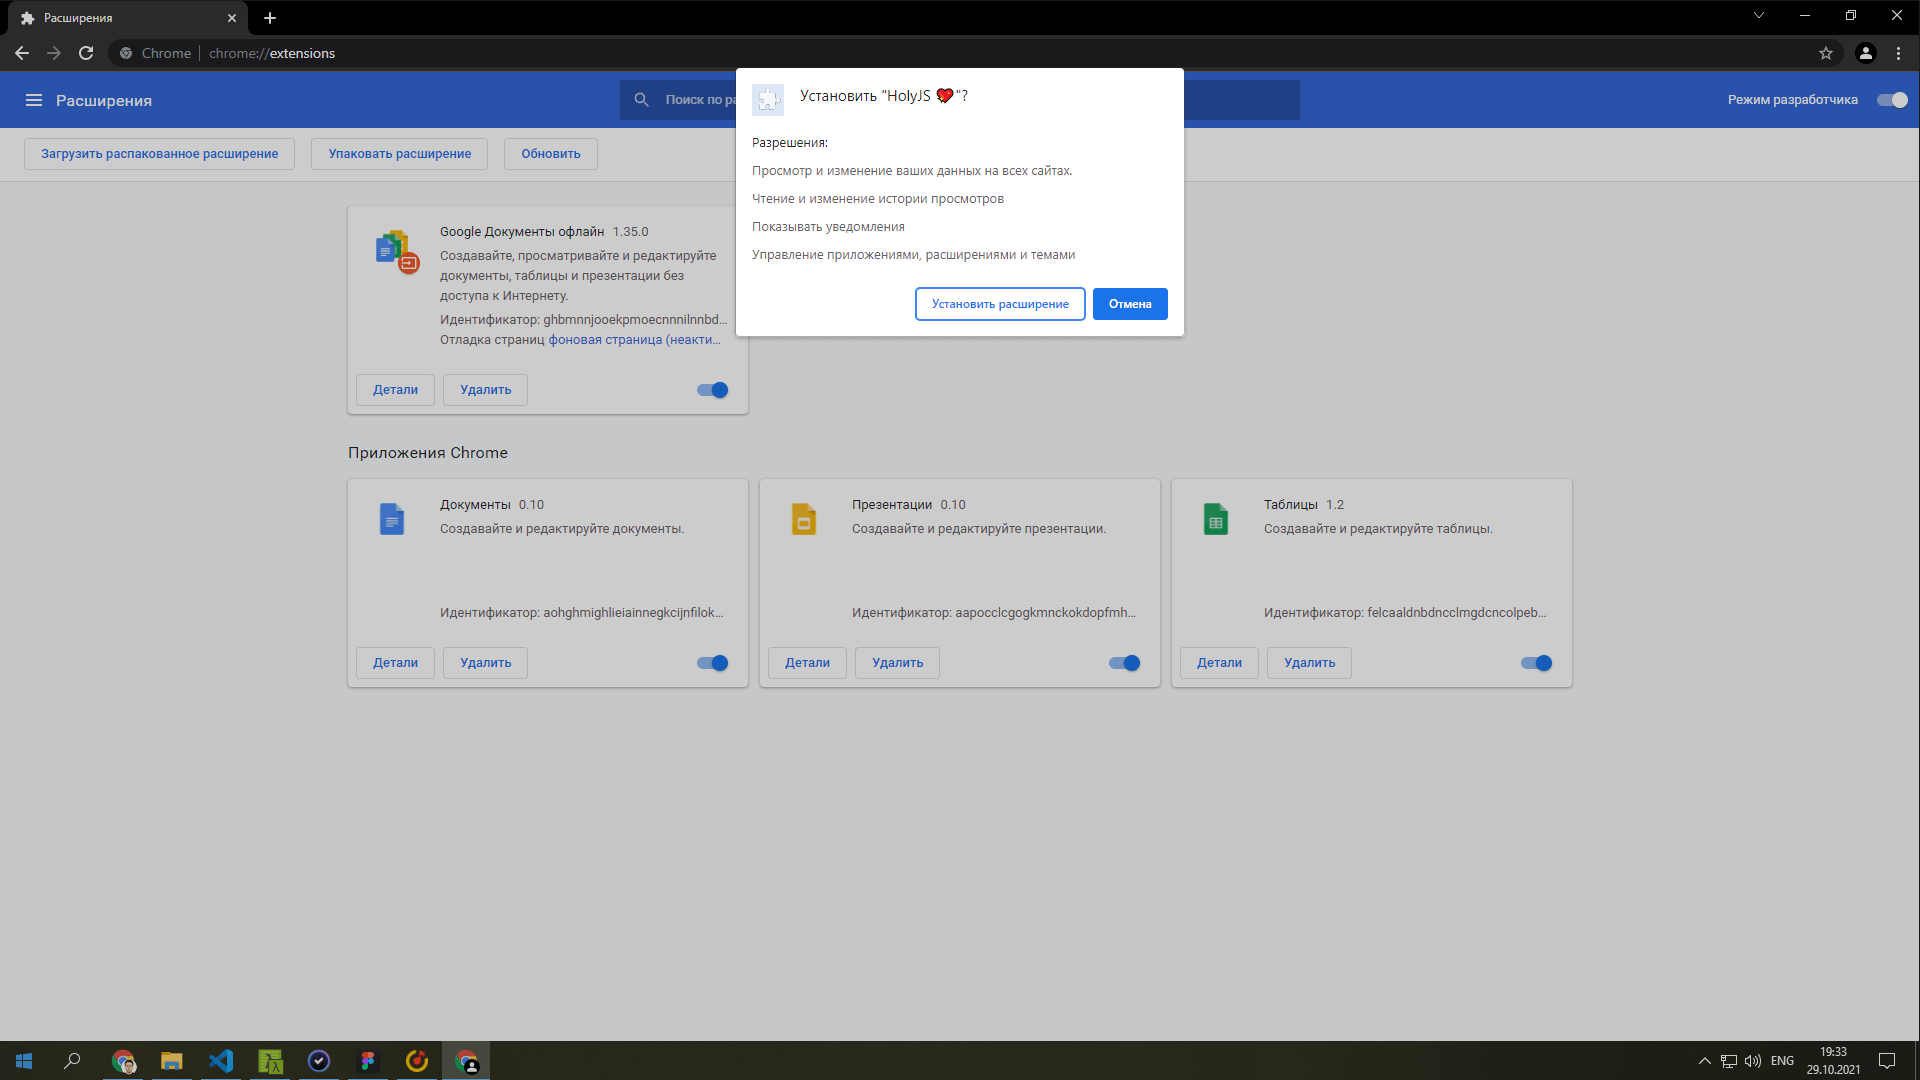 Расширения
Chrome
chrome://extensions
Расширения
Поиск по ра
Режим разработчика
Загрузить распакованное расширение
Упаковать расширение
Обновить
Установить "HolyJS 💘"?
Разрешения:
Просмотр и изменение ваших данных на всех сайтах.
Чтение и изменение истории просмотров
Показывать уведомления
Управление приложениями, расширениями и темами
Установить расширение
Отмена
Google Документы офлайн 1.35.0
Создавайте, просматривайте и редактируйте
документы, таблицы и презентации без
доступа к Интернету.
Идентификатор: ghbmnnjooekpmoecnnnilnnbd...
Отладка страниц фоновая страница (неакти...
Детали
Удалить
Приложения Chrome
Документы 0.10
Создавайте и редактируйте документы.
Идентификатор: aohghmighlieiainnegkcijnfilok...
Детали
Удалить
Презентации 0.10
Создавайте и редактируйте презентации.
Идентификатор: aapocclcgogkmnckokdopfmh...
Детали
Удалить
Таблицы 1.2
Создавайте и редактируйте таблицы.
Идентификатор: felcaaldnbdncclmgdcncolpeb...
Детали
Удалить
ENG
19:33
29.10.2021